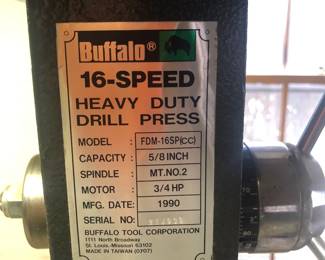 Buffalo®
16-SPEED
HEAVY DUTY
DRILL PRESS
MODEL : FDM-165P(CC)
CAPACITY : 5/8 INCH
SPINDLE : MT.NO.2
MOTOR : 3/4 HP
MFG. DATE: 1990
SERIAL NO:
BUFFALO TOOL CORPORATION
1111 North Broadway
St. Louis.Missouri 63102
MADE IN TAIWAN (0707)